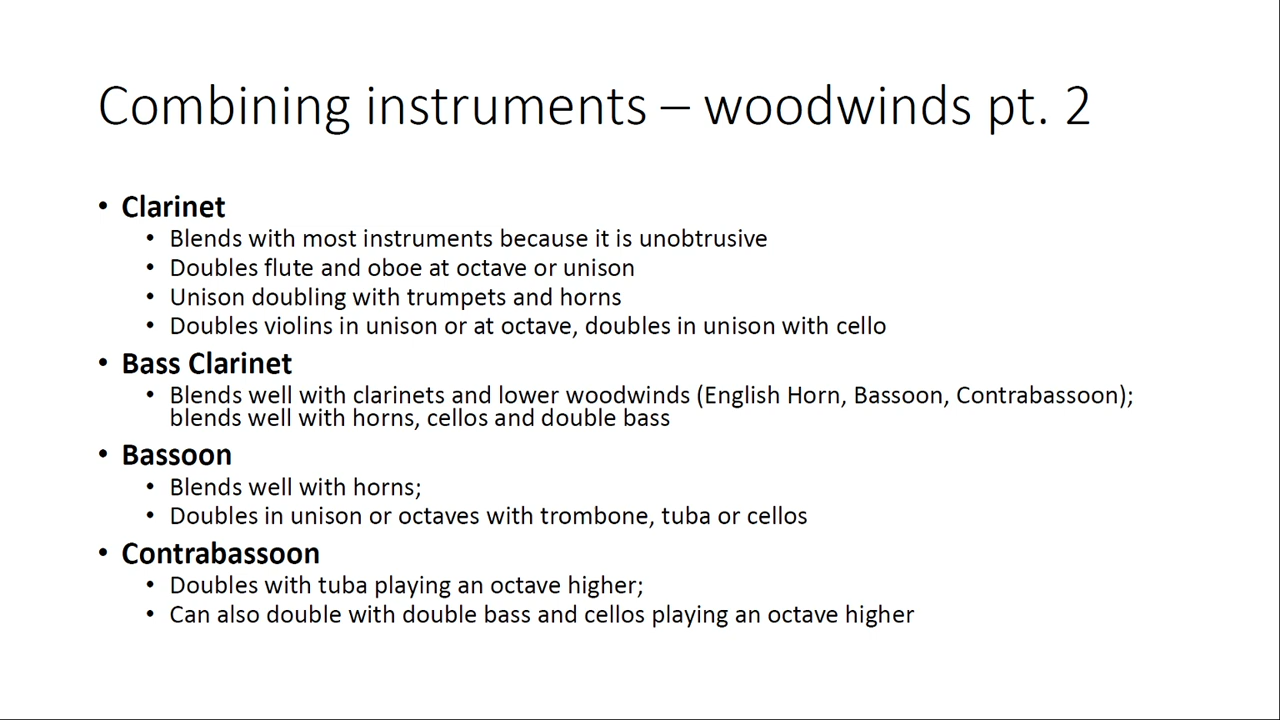 Combining instruments – woodwinds pt. 2
• Clarinet
• Blends with most instruments because it is unobtrusive
• Doubles flute and oboe at octave or unison
• Unison doubling with trumpets and horns
• Doubles violins in unison or at octave, doubles in unison with cello
• Bass Clarinet
• Blends well with clarinets and lower woodwinds (English Horn, Bassoon, Contrabassoon);
blends well with horns, cellos and double bass
• Bassoon
• Blends well with horns;
• Doubles in unison or octaves with trombone, tuba or cellos
• Contrabassoon
• Doubles with tuba playing an octave higher;
• Can also double with double bass and cellos playing an octave higher